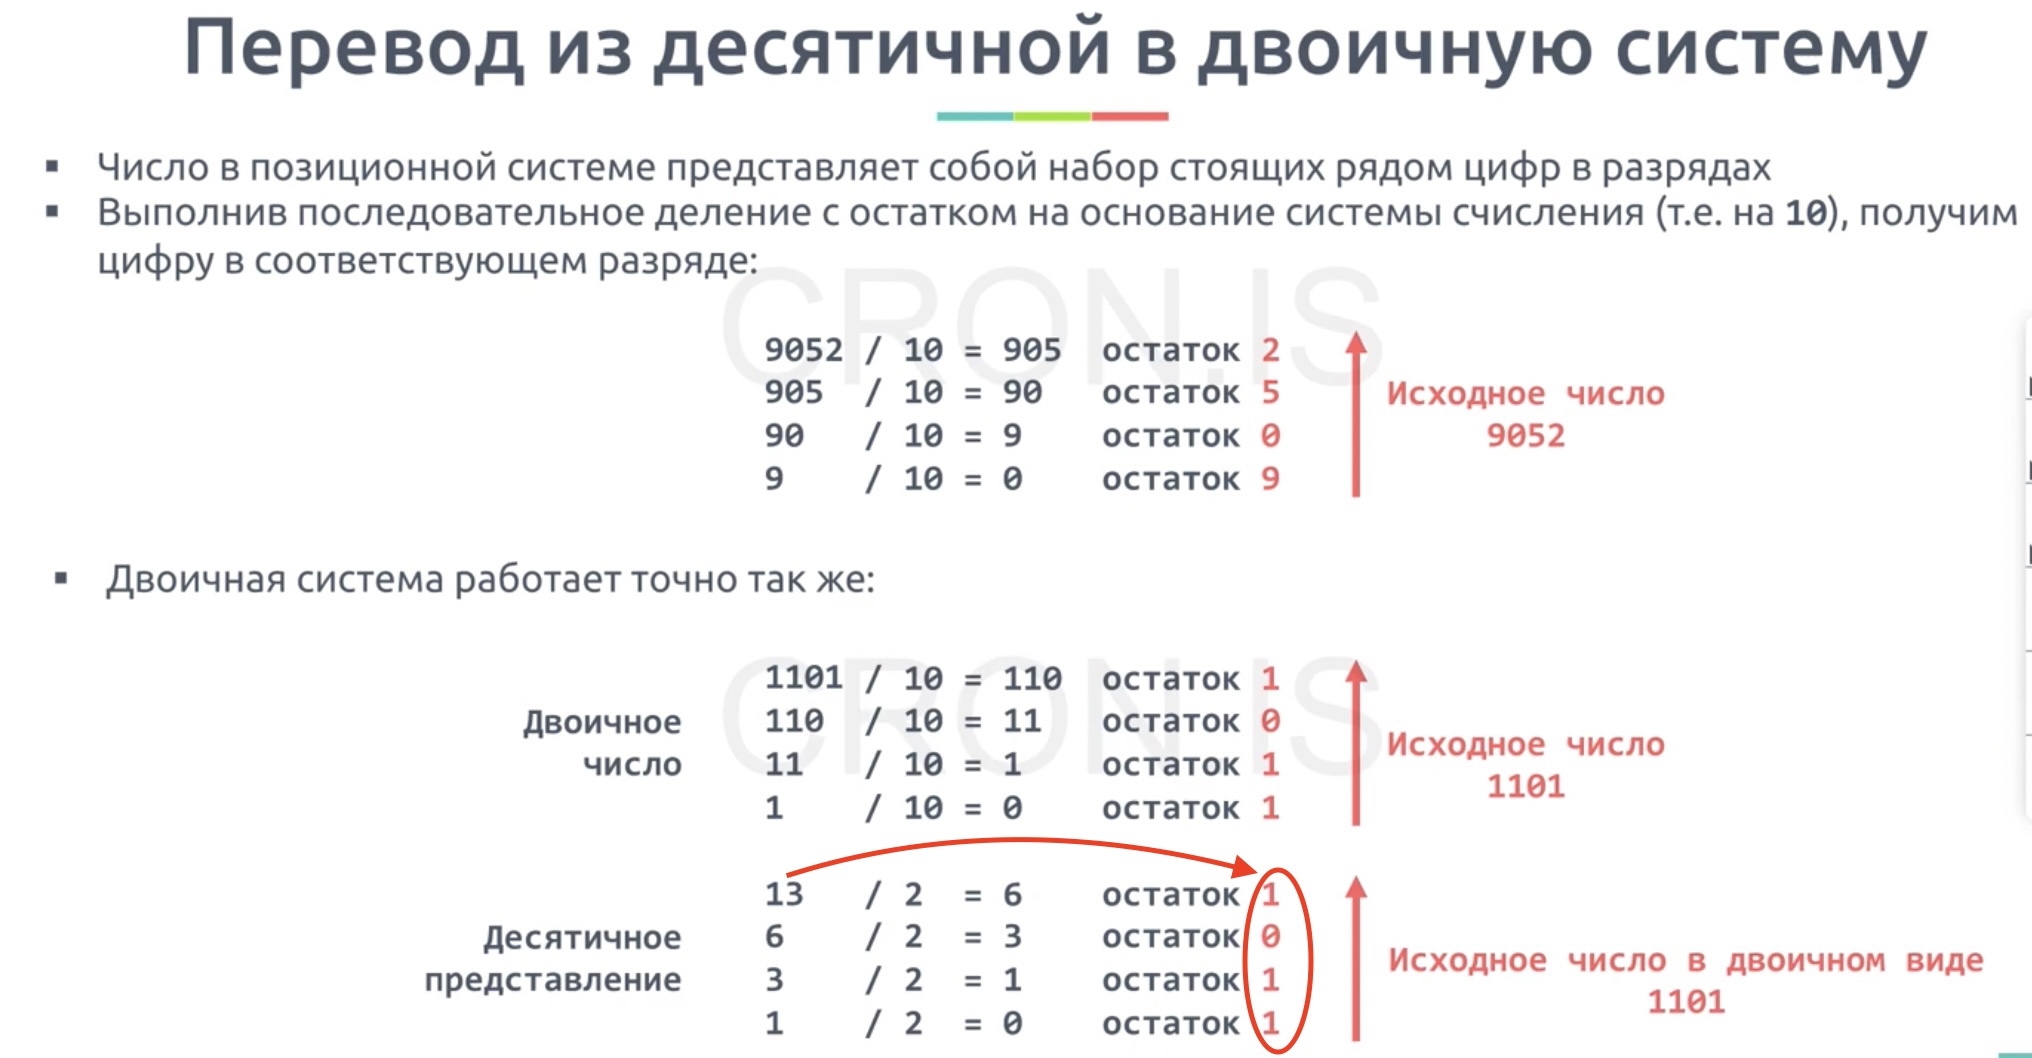 Перевод из десятичной в двоичную систему
▪ Число в позиционной системе представляет собой набор стоящих рядом цифр в разрядах
▪ Выполнив последовательное деление с остатком на основание системы счисления (т.е. на 10), получим
цифру в соответствующем разряде:
CRON.IS
9052 / 10 = 905 остаток 2
905 / 10 = 90 остаток 5
90 / 10 = 9 остаток 0
9 / 10 = 0 остаток 9
Исходное число
9052
▪ Двоичная система работает точно так же:
CRON.IS
Двоичное
число
1101 / 10 = 110 остаток 1
110 / 10 = 11 остаток 0
11 / 10 = 1 остаток 1
1 / 10 = 0 остаток 1
Исходное число
1101
Десятичное
представление
13 / 2 = 6 остаток 1
6 / 2 = 3 остаток 0
3 / 2 = 1 остаток 1
1 / 2 = 0 остаток 1
Исходное число в двоичном виде
1101